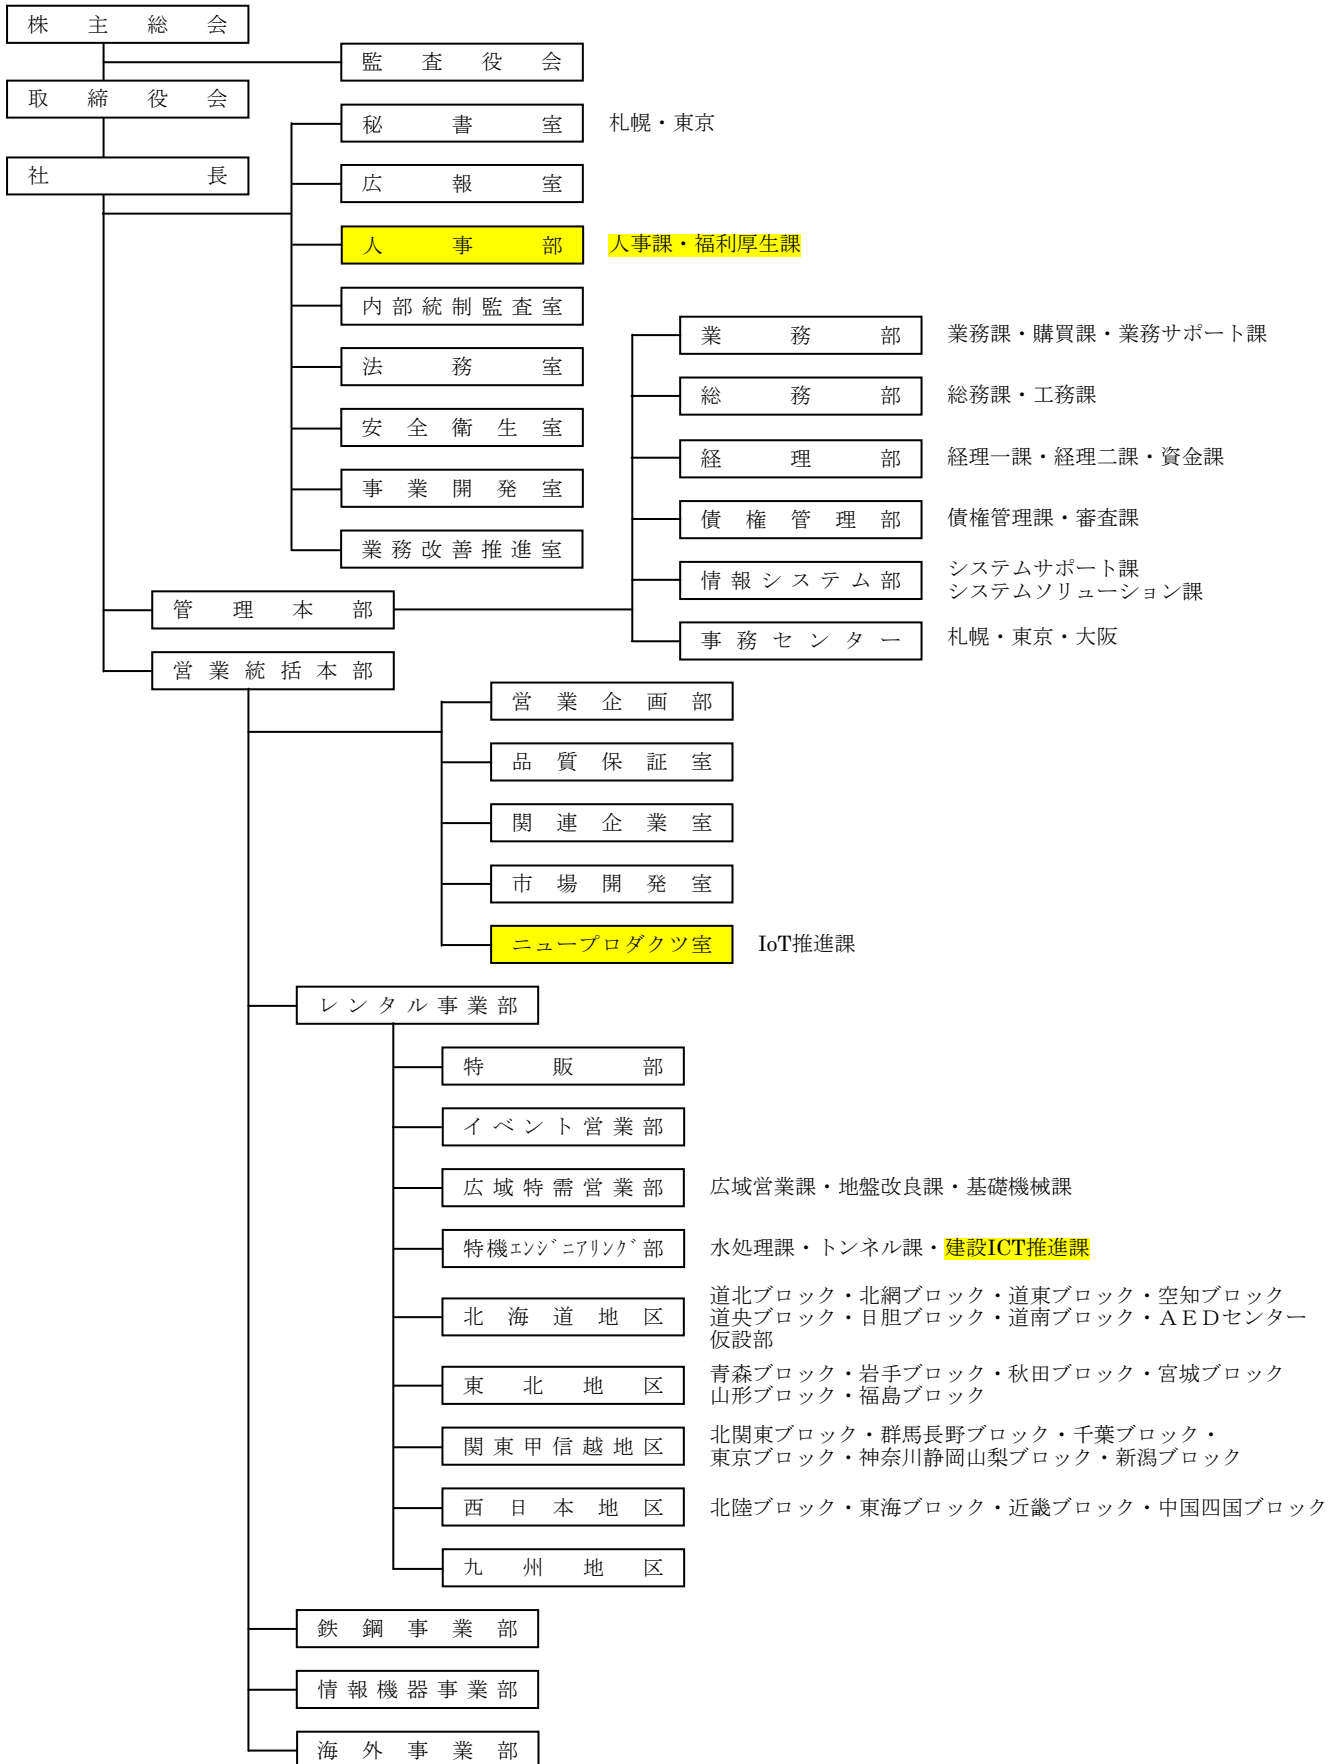 株主総会
監査役会
取締役会
秘書室 札幌・東京
社長
広報室
人事部 人事課・福利厚生課
内部統制監査室
業務部 業務課・購買課・業務サポート課
法務室
総務部 総務課・工務課
安全衛生室
経理部 経理一課・経理二課・資金課
事業開発室
債権管理部 債権管理課・審査課
業務改善推進室
情報システム部 システムサポート課
システムソリューション課
管理本部
事務センター 札幌・東京・大阪
営業統括本部
営業企画部
品質保証室
関連企業室
市場開発室
ニュープロダクツ室 IoT推進課
レンタル事業部
特販部
イベント営業部
広域特需営業部 広域営業課・地盤改良課・基礎機械課
特機ｴﾝｼﾞﾆｱﾘﾝｸﾞ部 水処理課・トンネル課・建設ICT推進課
北海道地区 道北ブロック・北網ブロック・道東ブロック・空知ブロック
道央ブロック・日胆ブロック・道南ブロック・ＡＥＤセンター
仮設部
東北地区 青森ブロック・岩手ブロック・秋田ブロック・宮城ブロック
山形ブロック・福島ブロック
関東甲信越地区 北関東ブロック・群馬長野ブロック・千葉ブロック・
東京ブロック・神奈川静岡山梨ブロック・新潟ブロック
西日本地区 北陸ブロック・東海ブロック・近畿ブロック・中国四国ブロック
九州地区
鉄鋼事業部
情報機器事業部
海外事業部